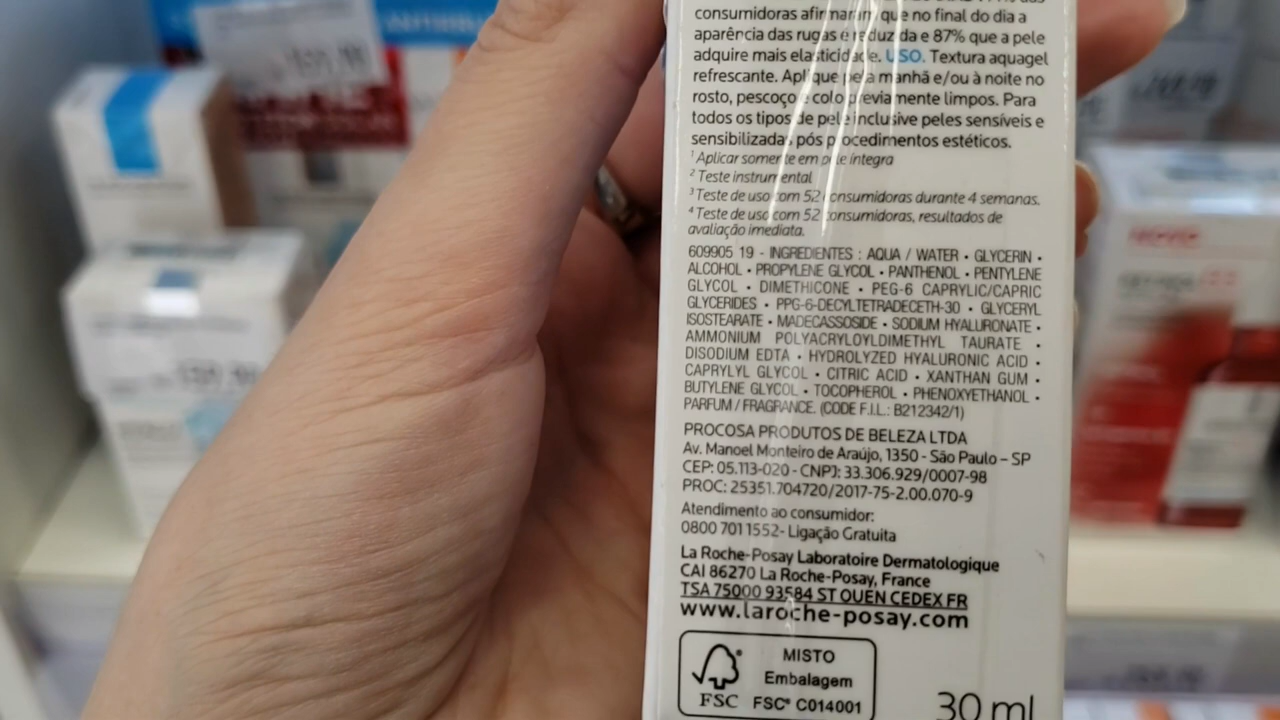 consumidoras afirmaram que no final do dia a
aparência das rugas é reduzida e 87% que a pele
adquire mais elasticidade. USO. Textura aquagel
refrescante. Aplique pela manhã e/ou à noite no
rosto, pescoço e colo previamente limpos. Para
todos os tipos de pele inclusive peles sensíveis e
sensibilizadas pós procedimentos estéticos.
¹ Aplicar somente em pele íntegra
² Teste instrumental
³ Teste de uso com 52 consumidoras durante 4 semanas.
⁴ Teste de uso com 52 consumidoras, resultados de
avaliação imediata.
609905 19 - INGREDIENTES : AQUA / WATER • GLYCERIN •
ALCOHOL • PROPYLENE GLYCOL • PANTHENOL • PENTYLENE
GLYCOL • DIMETHICONE • PEG-6 CAPRYLIC/CAPRIC
GLYCERIDES • PPG-6-DECYLTETRADECETH-30 • GLYCERYL
ISOSTEARATE • MADECASSOSIDE • SODIUM HYALURONATE •
AMMONIUM POLYACRYLOYLDIMETHYL TAURATE •
DISODIUM EDTA • HYDROLYZED HYALURONIC ACID •
CAPRYLYL GLYCOL • CITRIC ACID • XANTHAN GUM •
BUTYLENE GLYCOL • TOCOPHEROL • PHENOXYETHANOL •
PARFUM / FRAGRANCE. (CODE F.I.L.: B212342/1)
PROCOSA PRODUTOS DE BELEZA LTDA
Av. Manoel Monteiro de Araújo, 1350 - São Paulo – SP
CEP: 05.113-020 - CNPJ: 33.306.929/0007-98
PROC: 25351.704720/2017-75-2.00.070-9
Atendimento ao consumidor:
0800 701 1552- Ligação Gratuita
La Roche-Posay Laboratoire Dermatologique
CAI 86270 La Roche-Posay, France
TSA 75000 93584 ST OUEN CEDEX FR
www.laroche-posay.com
MISTO
Embalagem
FSC FSC® C014001
30 ml